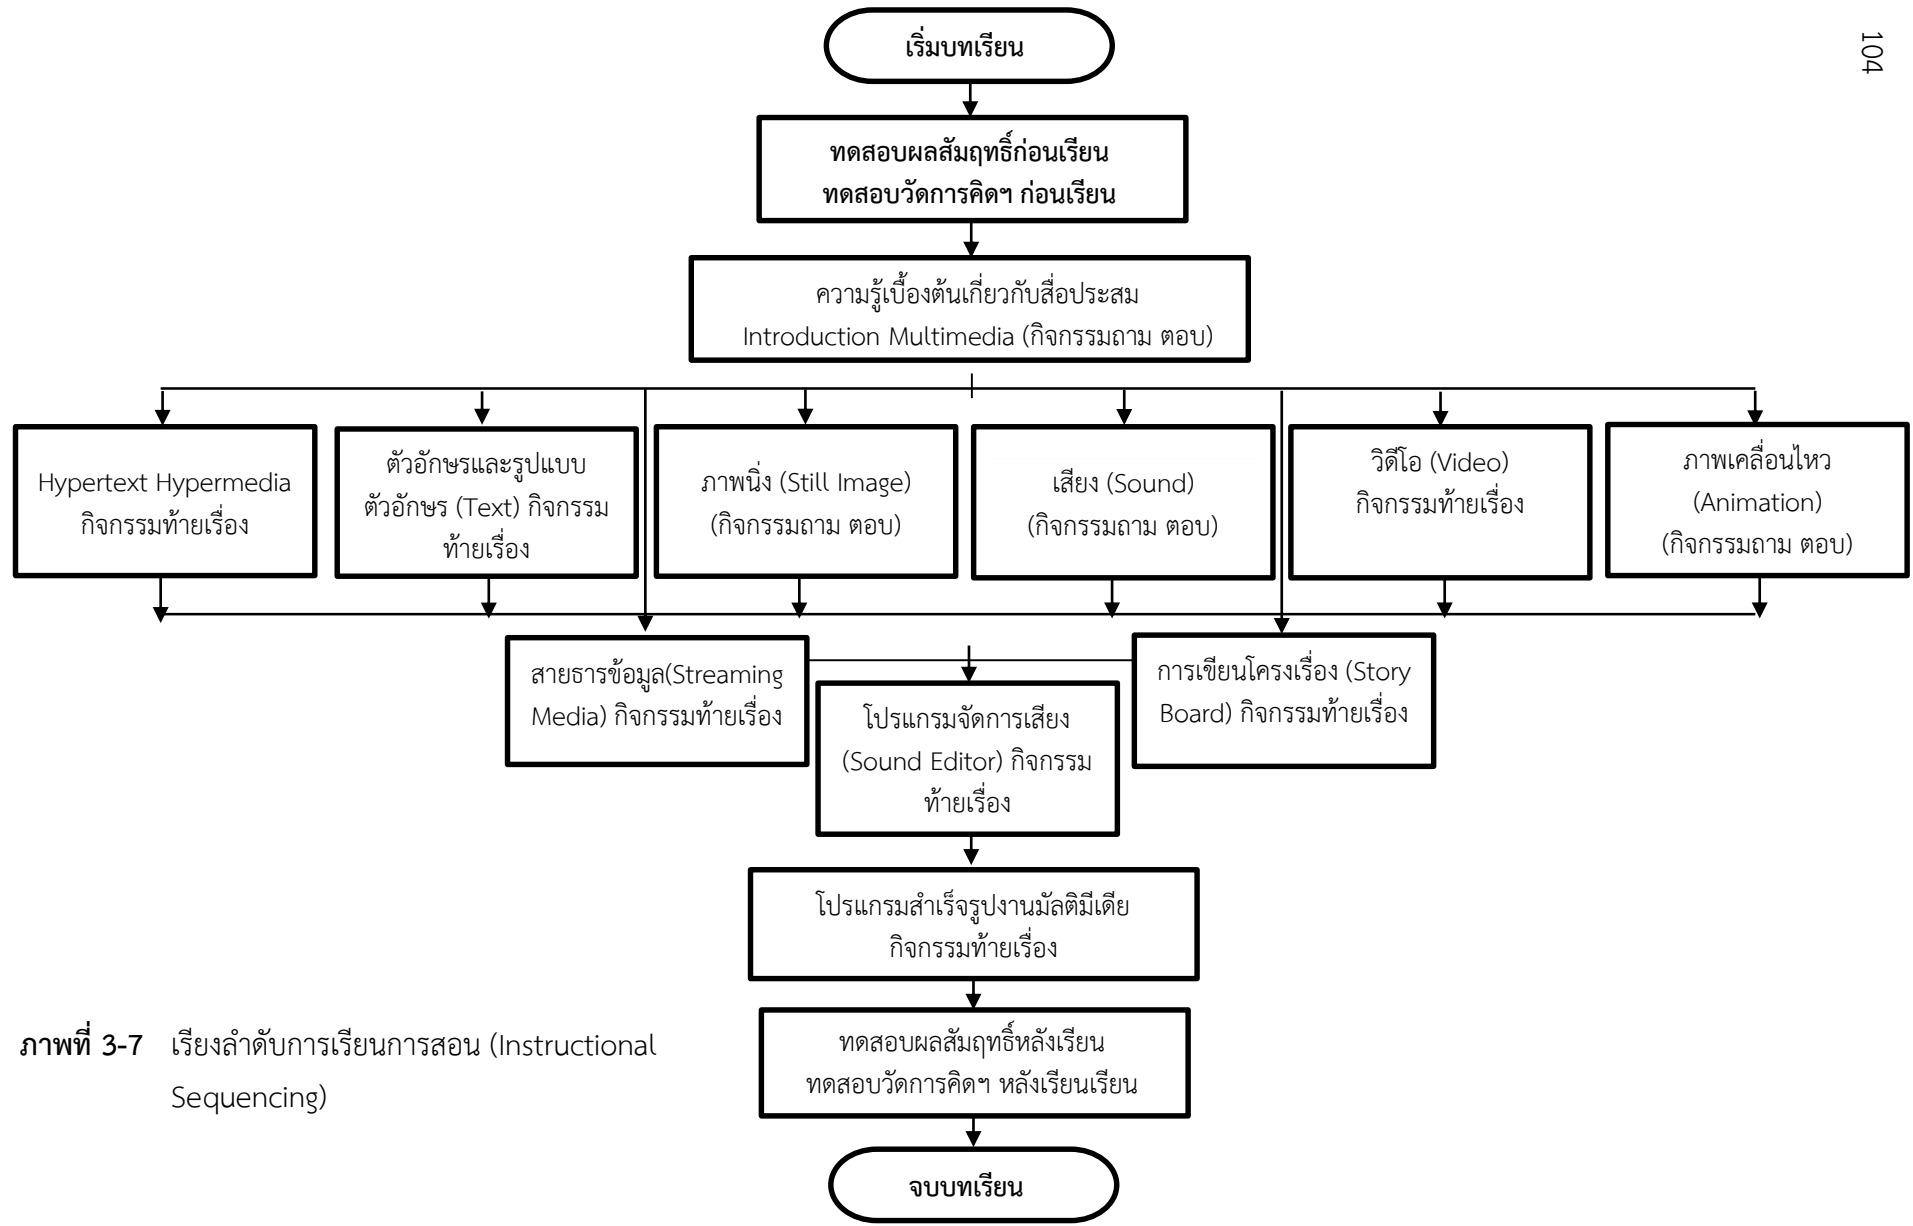 104
เริ่มบทเรียน
ทดสอบผลสัมฤทธิ์ก่อนเรียน
ทดสอบวัดการคิดฯ ก่อนเรียน
ความรู้เบื้องต้นเกี่ยวกับสื่อประสม
Introduction Multimedia (กิจกรรมถาม ตอบ)
Hypertext Hypermedia
กิจกรรมท้ายเรื่อง
ตัวอักษรและรูปแบบ
ตัวอักษร (Text) กิจกรรม
ท้ายเรื่อง
ภาพนิ่ง (Still Image)
(กิจกรรมถาม ตอบ)
เสียง (Sound)
(กิจกรรมถาม ตอบ)
วิดีโอ (Video)
กิจกรรมท้ายเรื่อง
ภาพเคลื่อนไหว
(Animation)
(กิจกรรมถาม ตอบ)
สายธารข้อมูล(Streaming
Media) กิจกรรมท้ายเรื่อง
โปรแกรมจัดการเสียง
(Sound Editor) กิจกรรม
ท้ายเรื่อง
การเขียนโครงเรื่อง (Story
Board) กิจกรรมท้ายเรื่อง
โปรแกรมสำเร็จรูปงานมัลติมีเดีย
กิจกรรมท้ายเรื่อง
ทดสอบผลสัมฤทธิ์หลังเรียน
ทดสอบวัดการคิดฯ หลังเรียนเรียน
จบบทเรียน
ภาพที่ 3-7 เรียงลำดับการเรียนการสอน (Instructional
Sequencing)